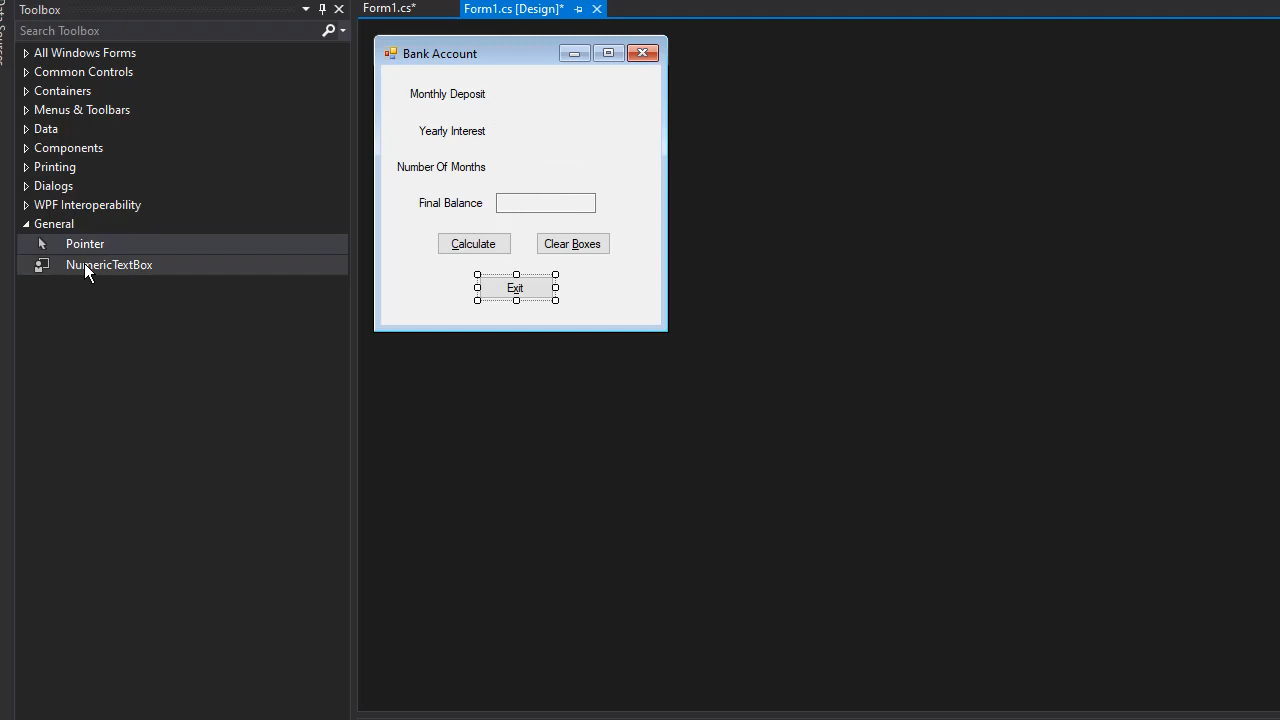 Toolbox
Form1.cs*
Form1.cs [Design]*
Search Toolbox
All Windows Forms
Common Controls
Containers
Menus & Toolbars
Data
Components
Printing
Dialogs
WPF Interoperability
General
Pointer
NumericTextBox
Bank Account
Monthly Deposit
Yearly Interest
Number Of Months
Final Balance
Calculate
Clear Boxes
Exit